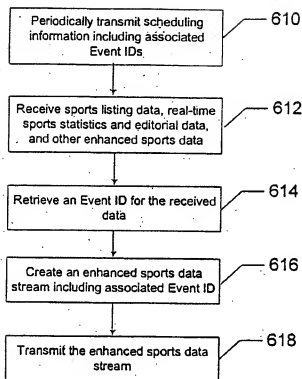 Periodically transmit scheduling
information including associated
Event IDs
610
Receive sports listing data, real-time
sports statistics and editorial data,
and other enhanced sports data
612
Retrieve an Event ID for the received
data
614
Create an enhanced sports data
stream including associated Event ID
616
Transmit the enhanced sports data
stream
618